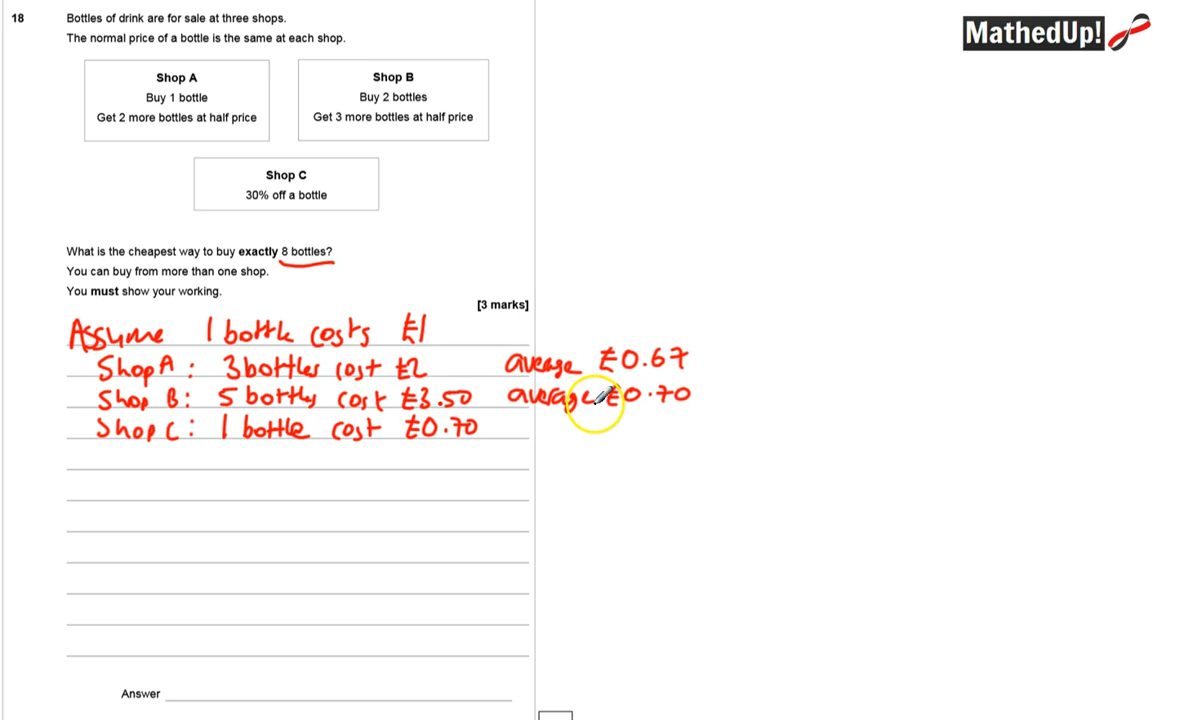 18 Bottles of drink are for sale at three shops.
The normal price of a bottle is the same at each shop.
MathedUp!
Shop A
Buy 1 bottle
Get 2 more bottles at half price
Shop B
Buy 2 bottles
Get 3 more bottles at half price
Shop C
30% off a bottle
What is the cheapest way to buy exactly 8 bottles?
You can buy from more than one shop.
You must show your working.
[3 marks]
Assume 1 bottle costs £1
Shop A : 3 bottles cost £2 average £0.67
Shop B: 5 bottles cost £3.50 average £0.70
Shop C: 1 bottle cost £0.70
Answer